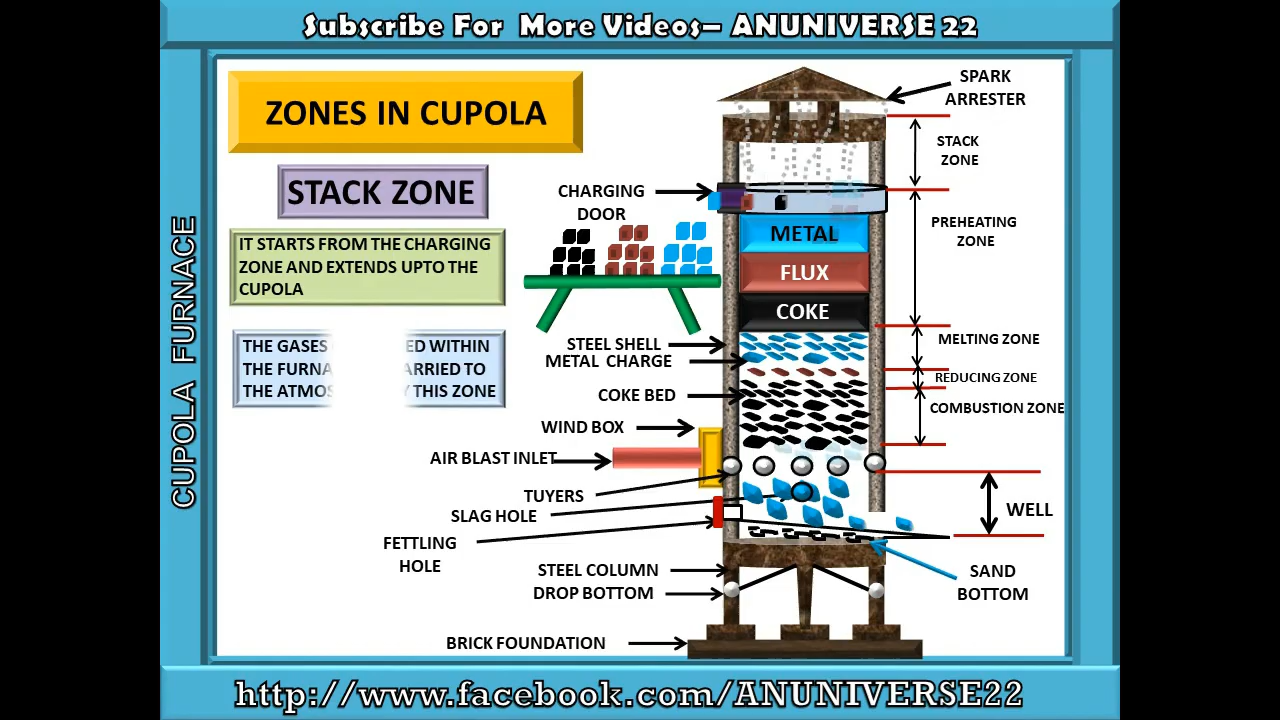 Subscribe For More Videos– ANUNIVERSE 22
CUPOLA FURNACE
ZONES IN CUPOLA
STACK ZONE
IT STARTS FROM THE CHARGING
ZONE AND EXTENDS UPTO THE
CUPOLA
THE GASES ED WITHIN
THE FURNA ARRIED TO
THE ATMOS THIS ZONE
SPARK
ARRESTER
STACK
ZONE
CHARGING
DOOR
PREHEATING
ZONE
METAL
FLUX
COKE
STEEL SHELL
METAL CHARGE
MELTING ZONE
REDUCING ZONE
COKE BED
COMBUSTION ZONE
WIND BOX
AIR BLAST INLET
TUYERS
SLAG HOLE
WELL
FETTLING
HOLE
STEEL COLUMN
DROP BOTTOM
SAND
BOTTOM
BRICK FOUNDATION
http://www.facebook.com/ANUNIVERSE22